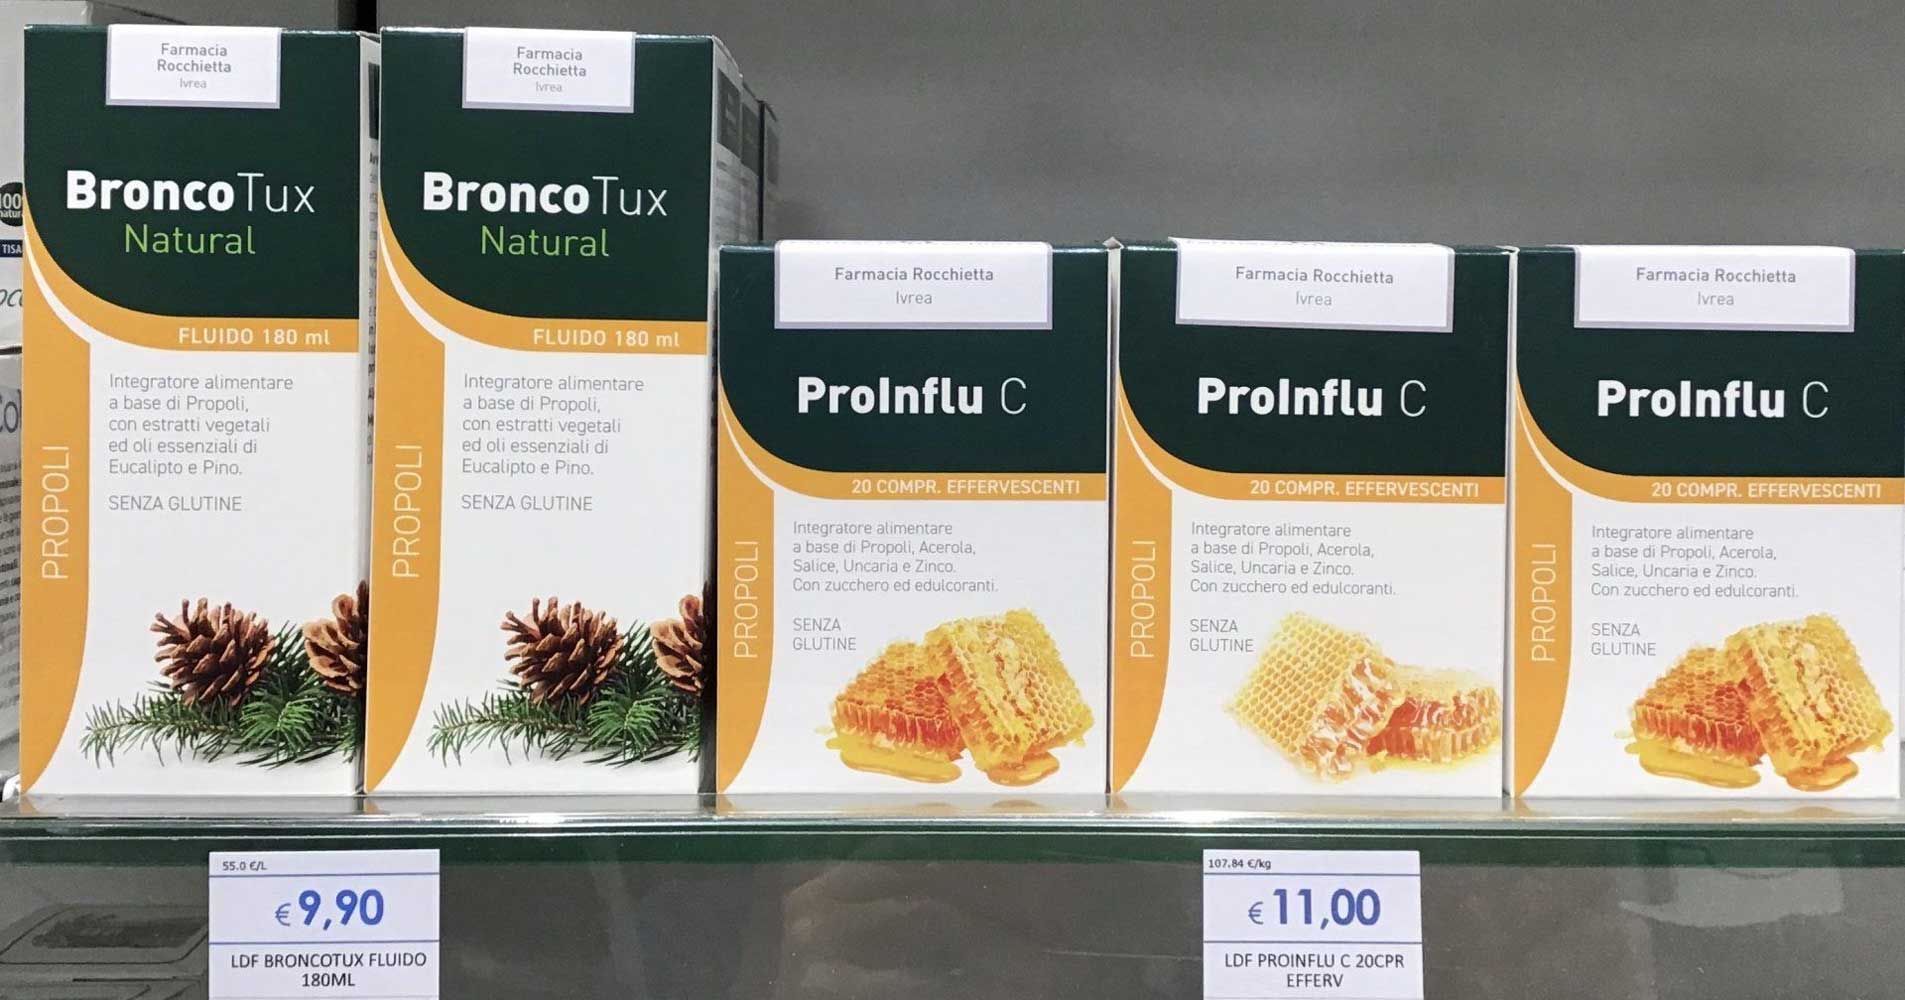 Farmacia
Rocchietta
Ivrea
BroncoTux
Natural
FLUIDO 180 ml
Integratore alimentare
a base di Propoli,
con estratti vegetali
ed oli essenziali di
Eucalipto e Pino.
SENZA GLUTINE
PROPOLI
Farmacia
Rocchietta
Ivrea
BroncoTux
Natural
FLUIDO 180 ml
Integratore alimentare
a base di Propoli,
con estratti vegetali
ed oli essenziali di
Eucalipto e Pino.
SENZA GLUTINE
PROPOLI
Farmacia Rocchietta
Ivrea
ProInflu C
20 COMPR. EFFERVESCENTI
Integratore alimentare
a base di Propoli, Acerola,
Salice, Uncaria e Zinco.
Con zucchero ed edulcoranti.
SENZA
GLUTINE
PROPOLI
Farmacia Rocchietta
Ivrea
ProInflu C
20 COMPR. EFFERVESCENTI
Integratore alimentare
a base di Propoli, Acerola,
Salice, Uncaria e Zinco.
Con zucchero ed edulcoranti.
SENZA
GLUTINE
PROPOLI
Farmacia Rocchietta
Ivrea
ProInflu C
20 COMPR. EFFERVESCENTI
Integratore alimentare
a base di Propoli, Acerola,
Salice, Uncaria e Zinco.
Con zucchero ed edulcoranti.
SENZA
GLUTINE
PROPOLI
55.0 €/L
€ 9,90
LDF BRONCOTUX FLUIDO
180ML
107.84 €/kg
€ 11,00
LDF PROINFLU C 20CPR
EFFERV